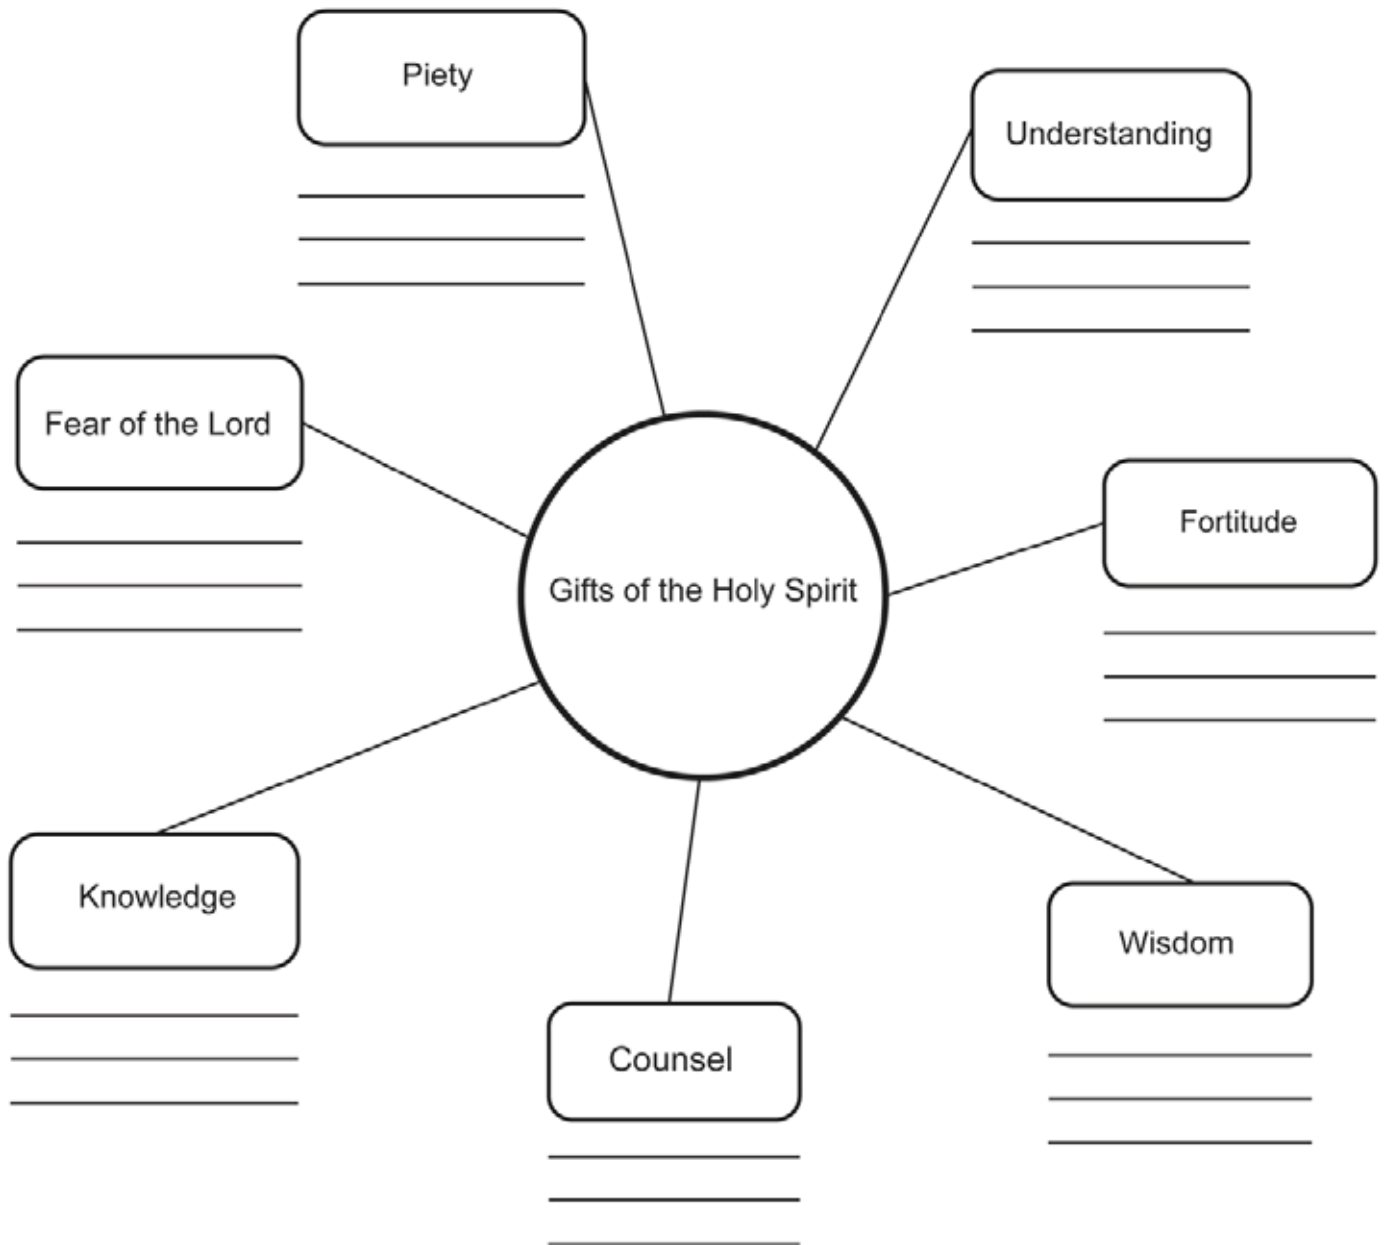 Piety
Understanding
Fear of the Lord
Fortitude
Gifts of the Holy Spirit
Knowledge
Wisdom
Counsel